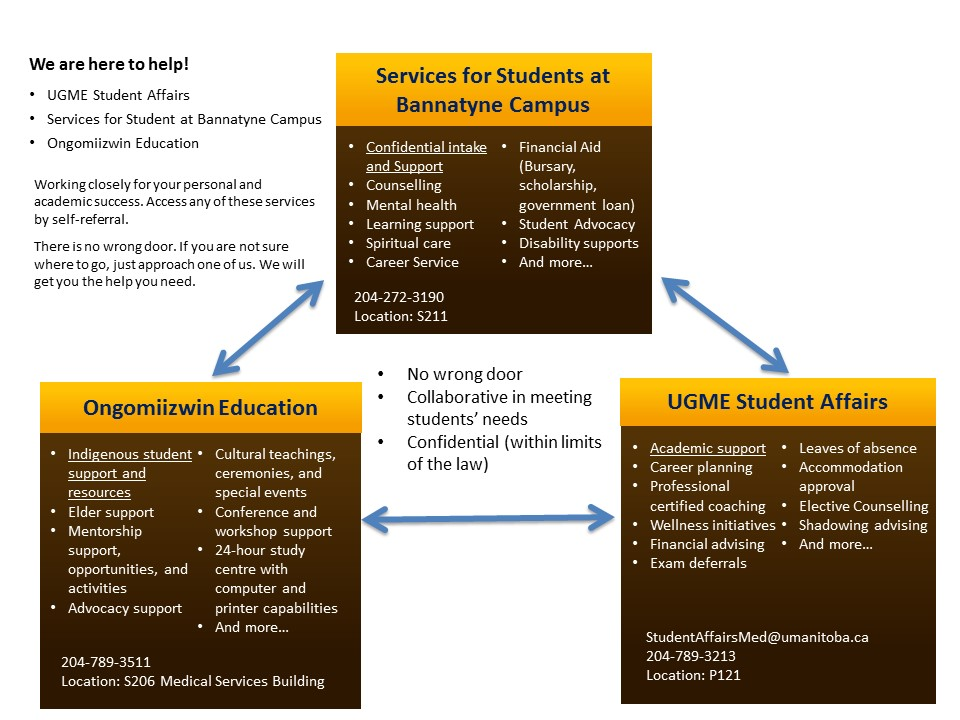 We are here to help!
• UGME Student Affairs
• Services for Student at Bannatyne Campus
• Ongomiizwin Education
Working closely for your personal and
academic success. Access any of these services
by self-referral.
There is no wrong door. If you are not sure
where to go, just approach one of us. We will
get you the help you need.
Services for Students at
Bannatyne Campus
• Confidential intake
and Support
• Counselling
• Mental health
• Learning support
• Spiritual care
• Career Service
• Financial Aid
(Bursary,
scholarship,
government loan)
• Student Advocacy
• Disability supports
• And more…
204-272-3190
Location: S211
• No wrong door
• Collaborative in meeting
students’ needs
• Confidential (within limits
of the law)
Ongomiizwin Education
• Indigenous student
support and
resources
• Elder support
• Mentorship
support,
opportunities, and
activities
• Advocacy support
• Cultural teachings,
ceremonies, and
special events
• Conference and
workshop support
• 24-hour study
centre with
computer and
printer capabilities
• And more…
204-789-3511
Location: S206 Medical Services Building
UGME Student Affairs
• Academic support
• Career planning
• Professional
certified coaching
• Wellness initiatives
• Financial advising
• Exam deferrals
• Leaves of absence
• Accommodation
approval
• Elective Counselling
• Shadowing advising
• And more…
StudentAffairsMed@umanitoba.ca
204-789-3213
Location: P121